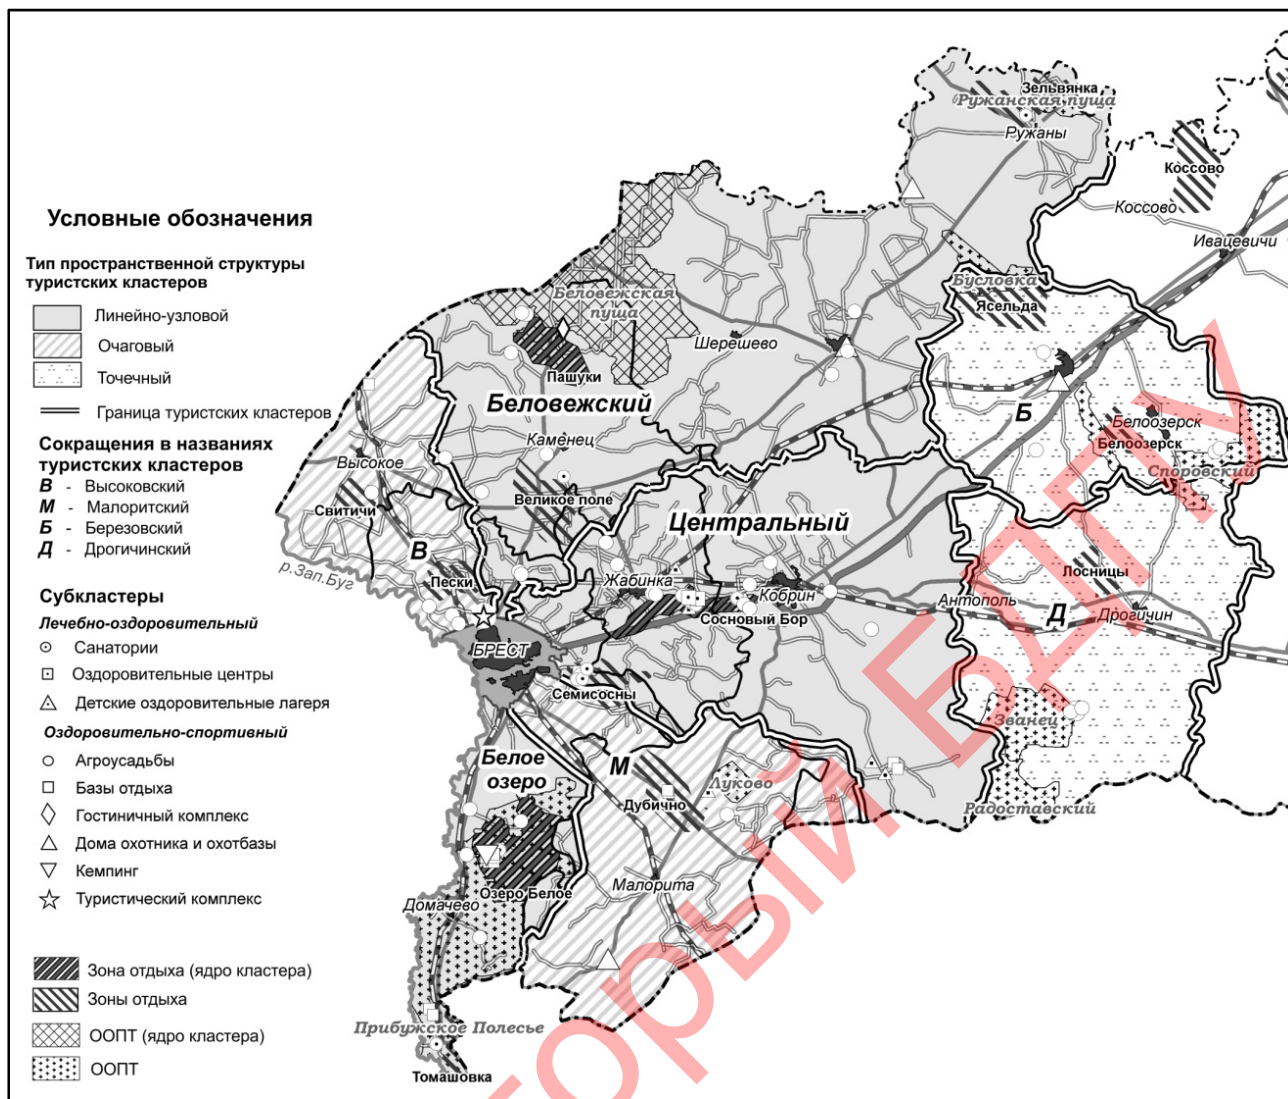 Условные обозначения
Тип пространственной структуры
туристских кластеров
Линейно-узловой
Очаговый
Точечный
Граница туристских кластеров
Сокращения в названиях
туристских кластеров
В - Высоковский
М - Малоритский
Б - Березовский
Д - Дрогичинский
Субкластеры
Лечебно-оздоровительный
Санатории
Оздоровительные центры
Детские оздоровительные лагеря
Оздоровительно-спортивный
Агроусадьбы
Базы отдыха
Гостиничный комплекс
Дома охотника и охотбазы
Кемпинг
Туристический комплекс
Зона отдыха (ядро кластера)
Зоны отдыха
ООПТ (ядро кластера)
ООПТ
Зельвянка
Ружанская пуща
Ружаны
Коссово
Коссово
Ивацевичи
Бусловка
Ясельда
Беловежская
пуща
Шерешево
Пашуки
Беловежский
Каменец
Великое поле
Высокое
Свитичи
В
Пески
р.Зап.Буг
БРЕСТ
Центральный
Жабинка
Кобрин
Сосновый Бор
Антополь
Б
Белоозерск
Белоозерск
Споровский
Лосницы
Д
Дрогичин
Семисосны
Званец
Радоставский
Белое
озеро
М
Дубично
Луково
Озеро Белое
Малорита
Домачево
Прибужское Полесье
Томашовка
торый БДПУ